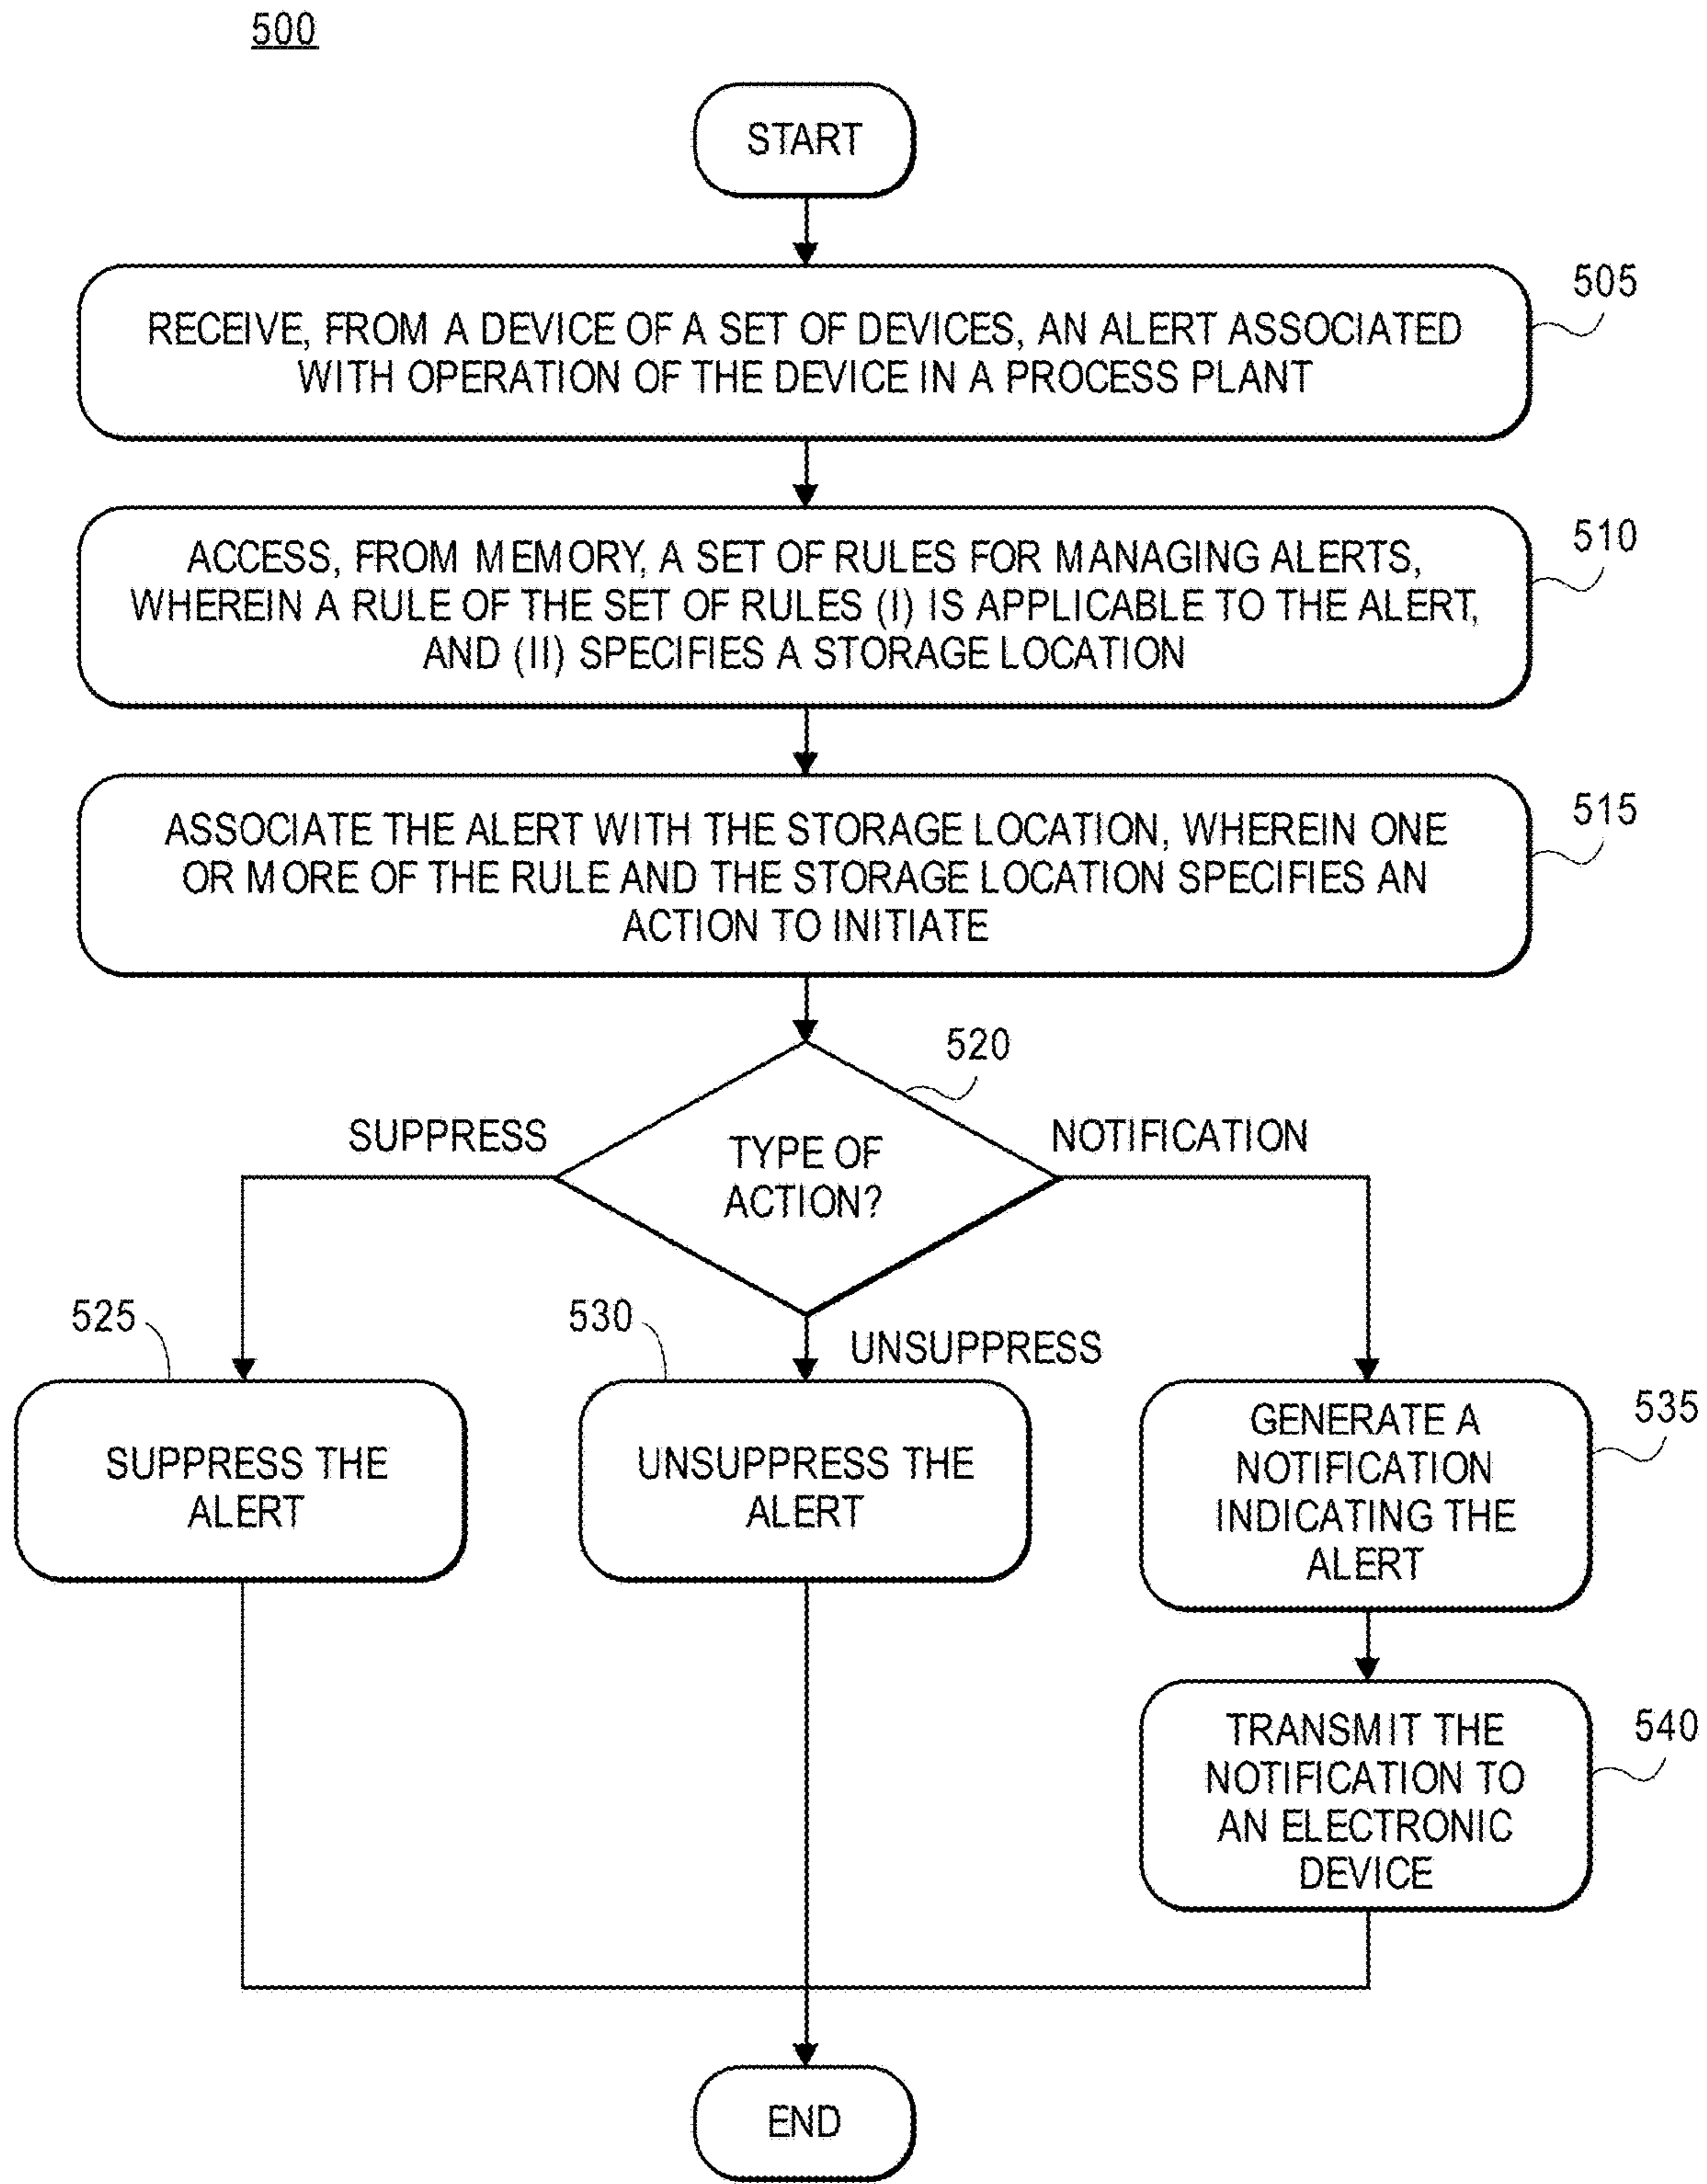 500
START
505
RECEIVE, FROM A DEVICE OF A SET OF DEVICES, AN ALERT ASSOCIATED
WITH OPERATION OF THE DEVICE IN A PROCESS PLANT
510
ACCESS, FROM MEMORY, A SET OF RULES FOR MANAGING ALERTS,
WHEREIN A RULE OF THE SET OF RULES (I) IS APPLICABLE TO THE ALERT,
AND (II) SPECIFIES A STORAGE LOCATION
515
ASSOCIATE THE ALERT WITH THE STORAGE LOCATION, WHEREIN ONE
OR MORE OF THE RULE AND THE STORAGE LOCATION SPECIFIES AN
ACTION TO INITIATE
520
SUPPRESS
TYPE OF
ACTION?
NOTIFICATION
525
530
UNSUPPRESS
SUPPRESS THE
ALERT
UNSUPPRESS THE
ALERT
535
GENERATE A
NOTIFICATION
INDICATING THE
ALERT
540
TRANSMIT THE
NOTIFICATION TO
AN ELECTRONIC
DEVICE
END